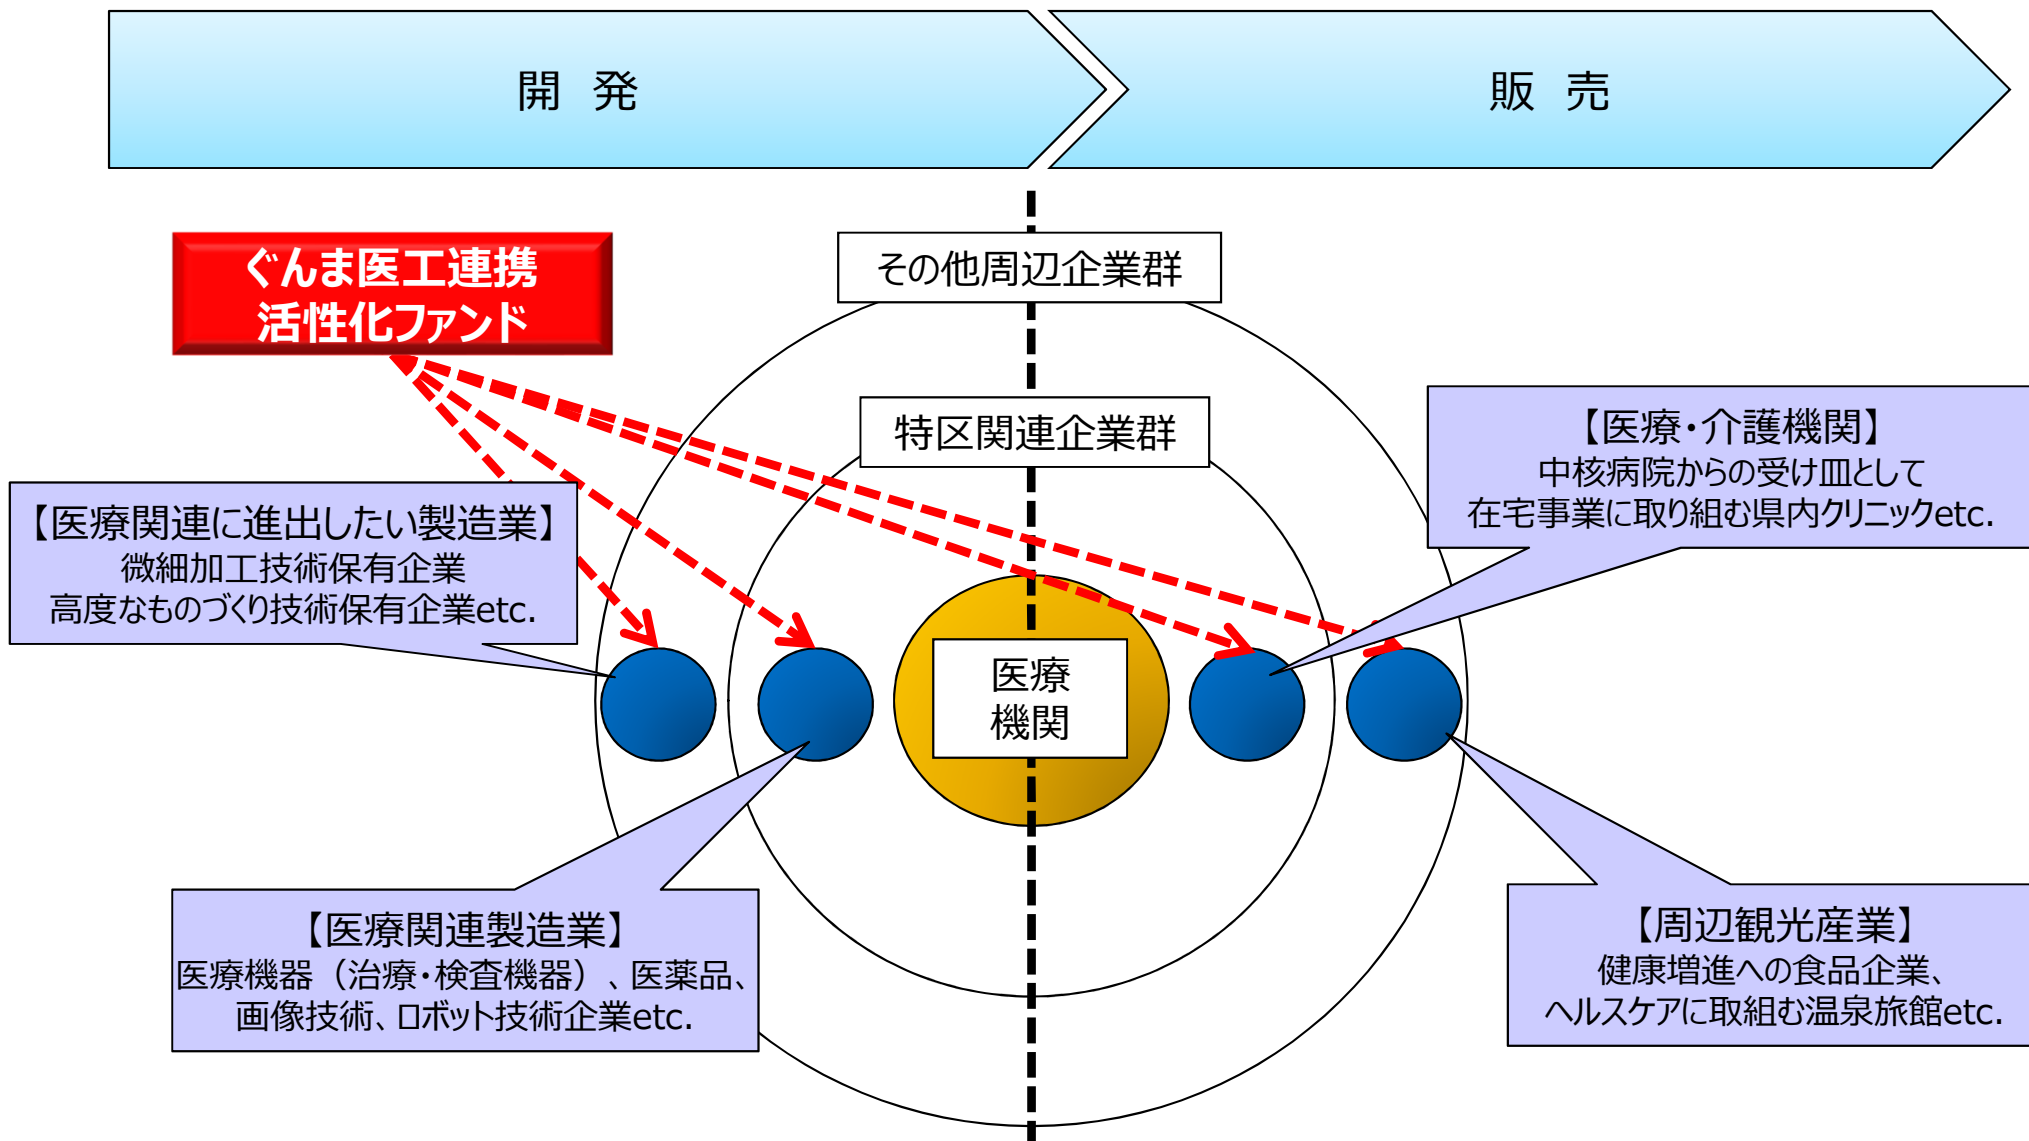 開 発
販 売
ぐんま医工連携
活性化ファンド
その他周辺企業群
特区関連企業群
【医療・介護機関】
中核病院からの受け皿として
在宅事業に取り組む県内クリニックetc.
【医療関連に進出したい製造業】
微細加工技術保有企業
高度なものづくり技術保有企業etc.
医療
機関
【医療関連製造業】
医療機器（治療・検査機器）、医薬品、
画像技術、ロボット技術企業etc.
【周辺観光産業】
健康増進への食品企業、
ヘルスケアに取組む温泉旅館etc.